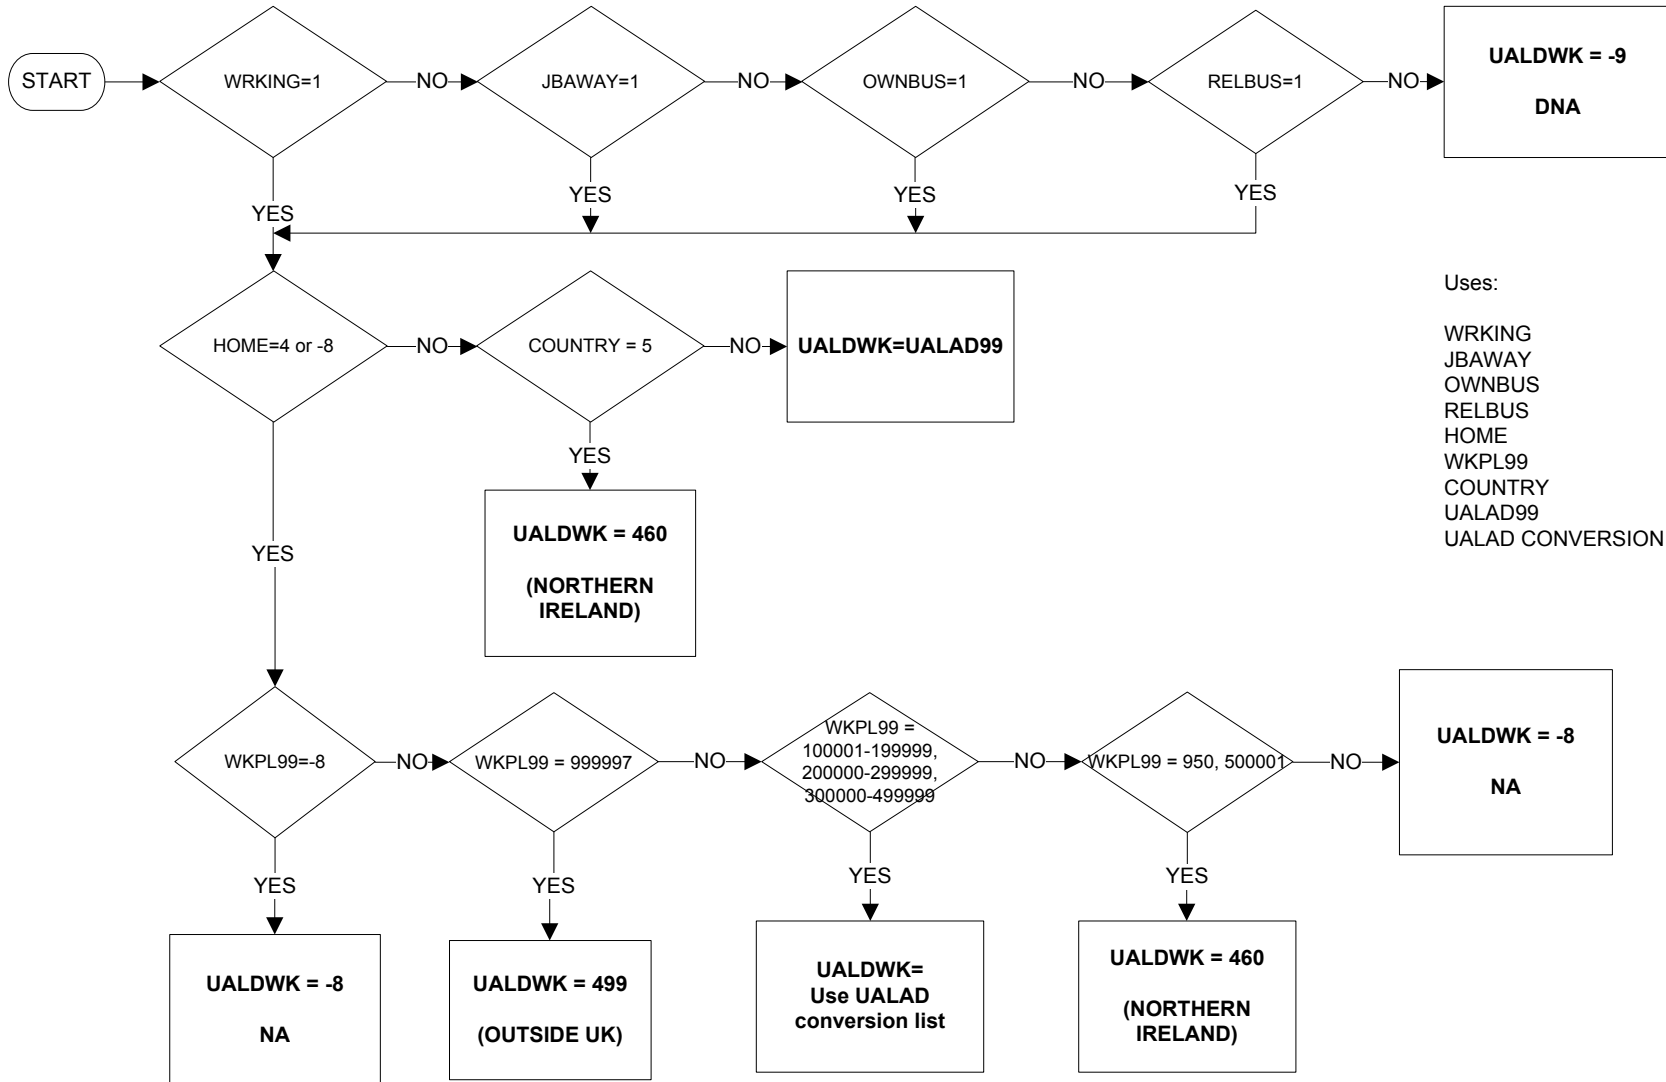 START
WRKING=1
NO
JBAWAY=1
NO
OWNBUS=1
NO
RELBUS=1
NO
UALDWK = -9
DNA
YES
YES
YES
YES
HOME=4 or -8
NO
COUNTRY = 5
NO
UALDWK=UALAD99
Uses:
WRKING
JBAWAY
OWNBUS
RELBUS
HOME
WKPL99
COUNTRY
UALAD99
UALAD CONVERSION
YES
UALDWK = 460
(NORTHERN
IRELAND)
YES
WKPL99=-8
NO
WKPL99 = 999997
NO
WKPL99 =
100001-199999,
200000-299999,
300000-499999
NO
WKPL99 = 950, 500001
NO
UALDWK = -8
NA
YES
YES
YES
YES
UALDWK = -8
NA
UALDWK = 499
(OUTSIDE UK)
UALDWK=
Use UALAD
conversion list
UALDWK = 460
(NORTHERN
IRELAND)